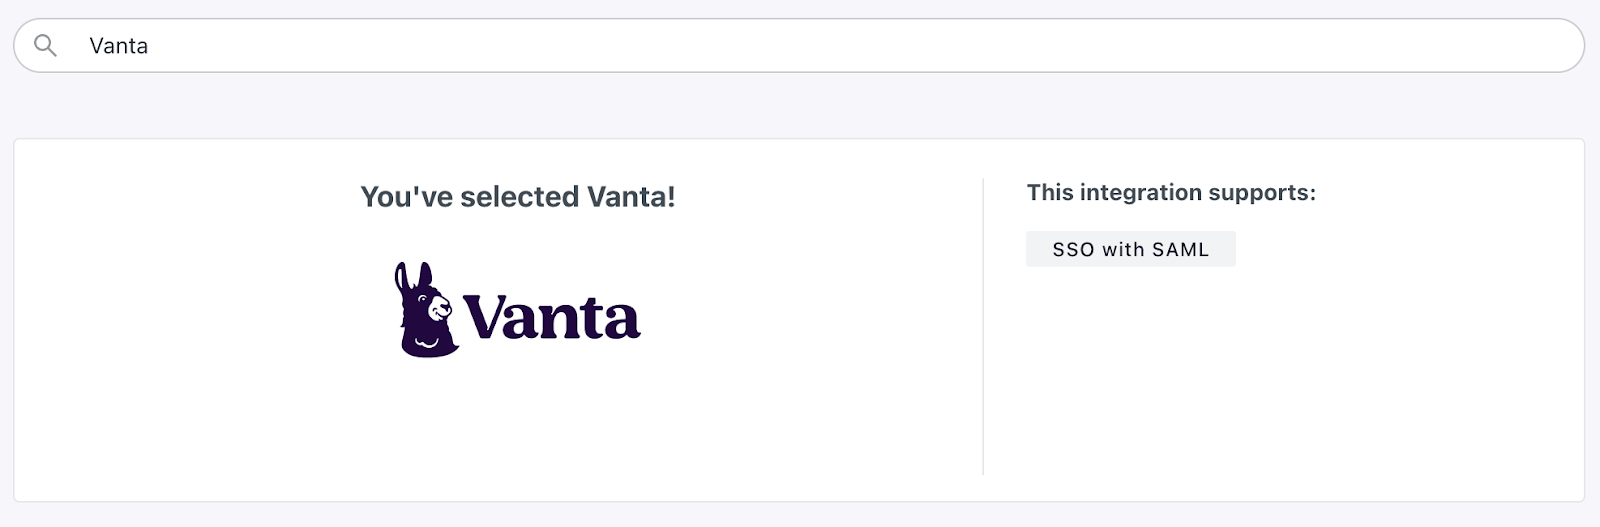 Vanta
You've selected Vanta!
Vanta
This integration supports:
SSO with SAML